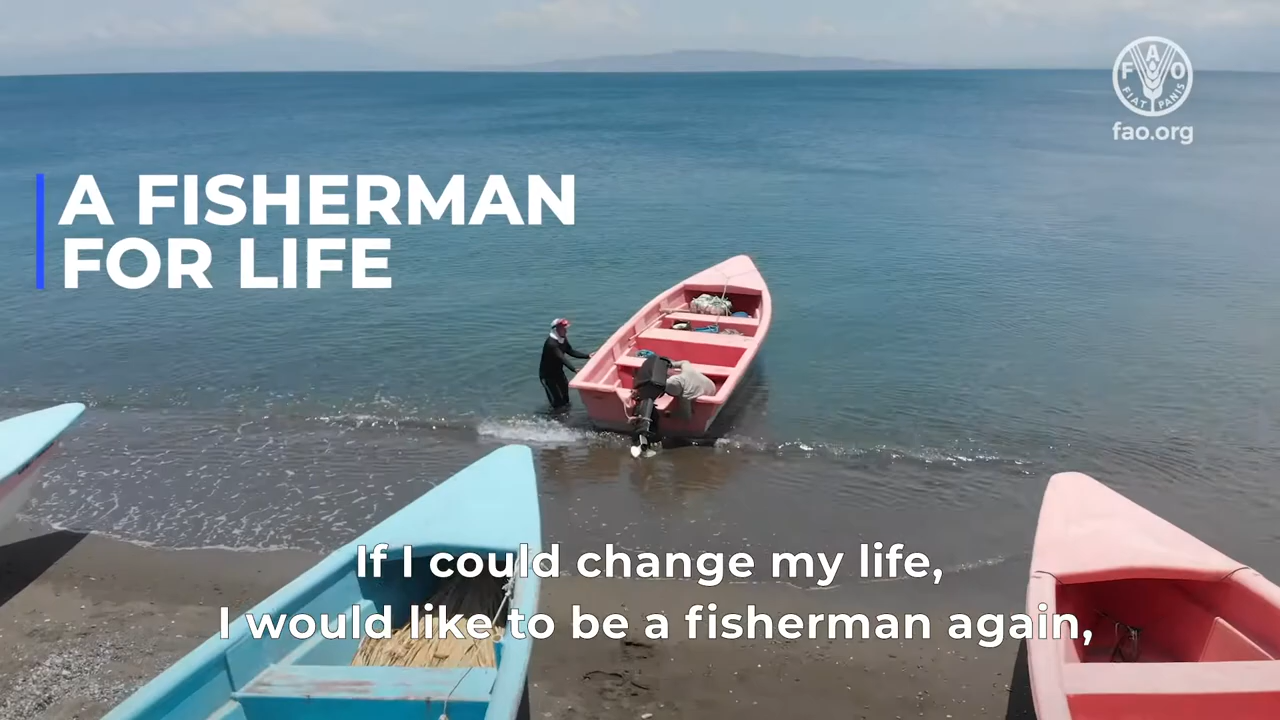 FAO
FIAT PANIS
fao.org
A FISHERMAN
FOR LIFE
If I could change my life,
I would like to be a fisherman again,